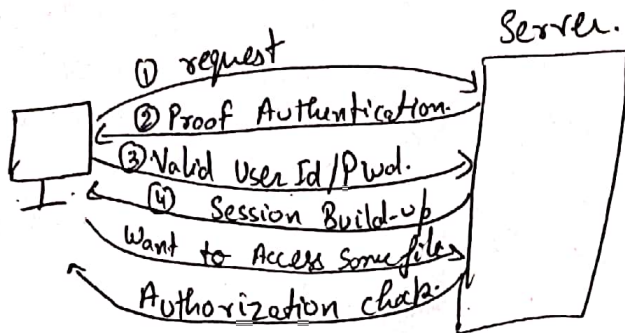 Server.
① request
② Proof Authentication.
③ Valid User Id/Pwd.
④ Session Build-up
Want to Access some files
Authorization check.